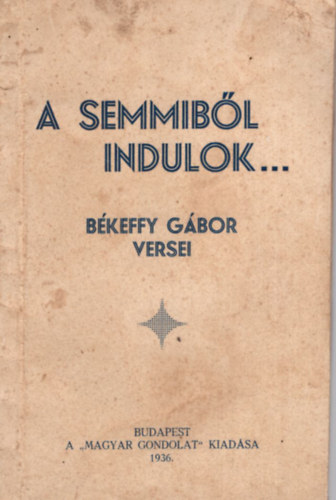 A SEMMIBŐL
INDULOK...
BÉKEFFY GÁBOR
VERSEI
BUDAPEST
A „MAGYAR GONDOLAT“ KIADÁSA
1936.